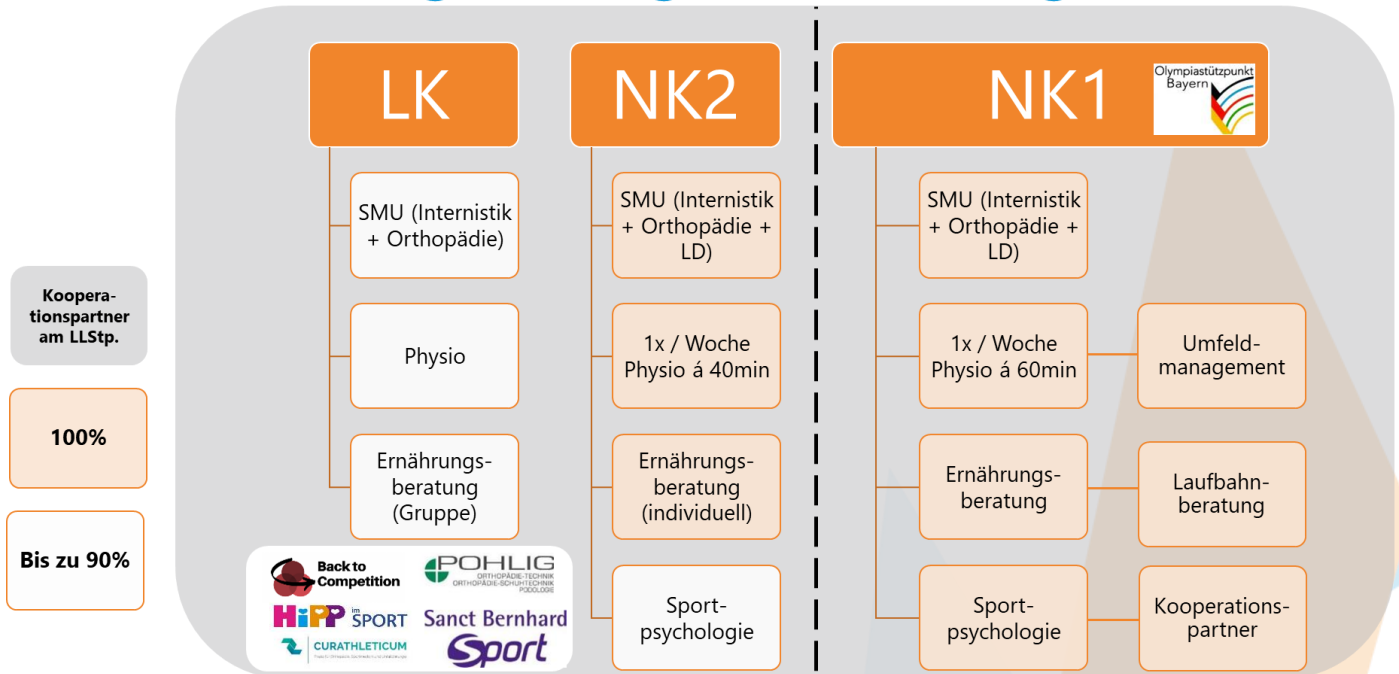 LK
SMU (Internistik
+ Orthopädie)
Physio
Ernährungs-
beratung
(Gruppe)
NK2
SMU (Internistik
+ Orthopädie +
LD)
1x / Woche
Physio á 40min
Ernährungs-
beratung
(individuell)
Sport-
psychologie
NK1
Olympiastützpunkt
Bayern
SMU (Internistik
+ Orthopädie +
LD)
1x / Woche
Physio á 60min
Umfeld-
management
Ernährungs-
beratung
Laufbahn-
beratung
Sport-
psychologie
Kooperations-
partner
Koopera-
tionspartner
am LLStp.
100%
Bis zu 90%
Back to
Competition
POHLIG
ORTHOPÄDIE-TECHNIK
ORTHOPÄDIE-SCHUHTECHNIK
PODOLOGIE
HiPP im SPORT
Sanct Bernhard
Sport
CURATHLETICUM